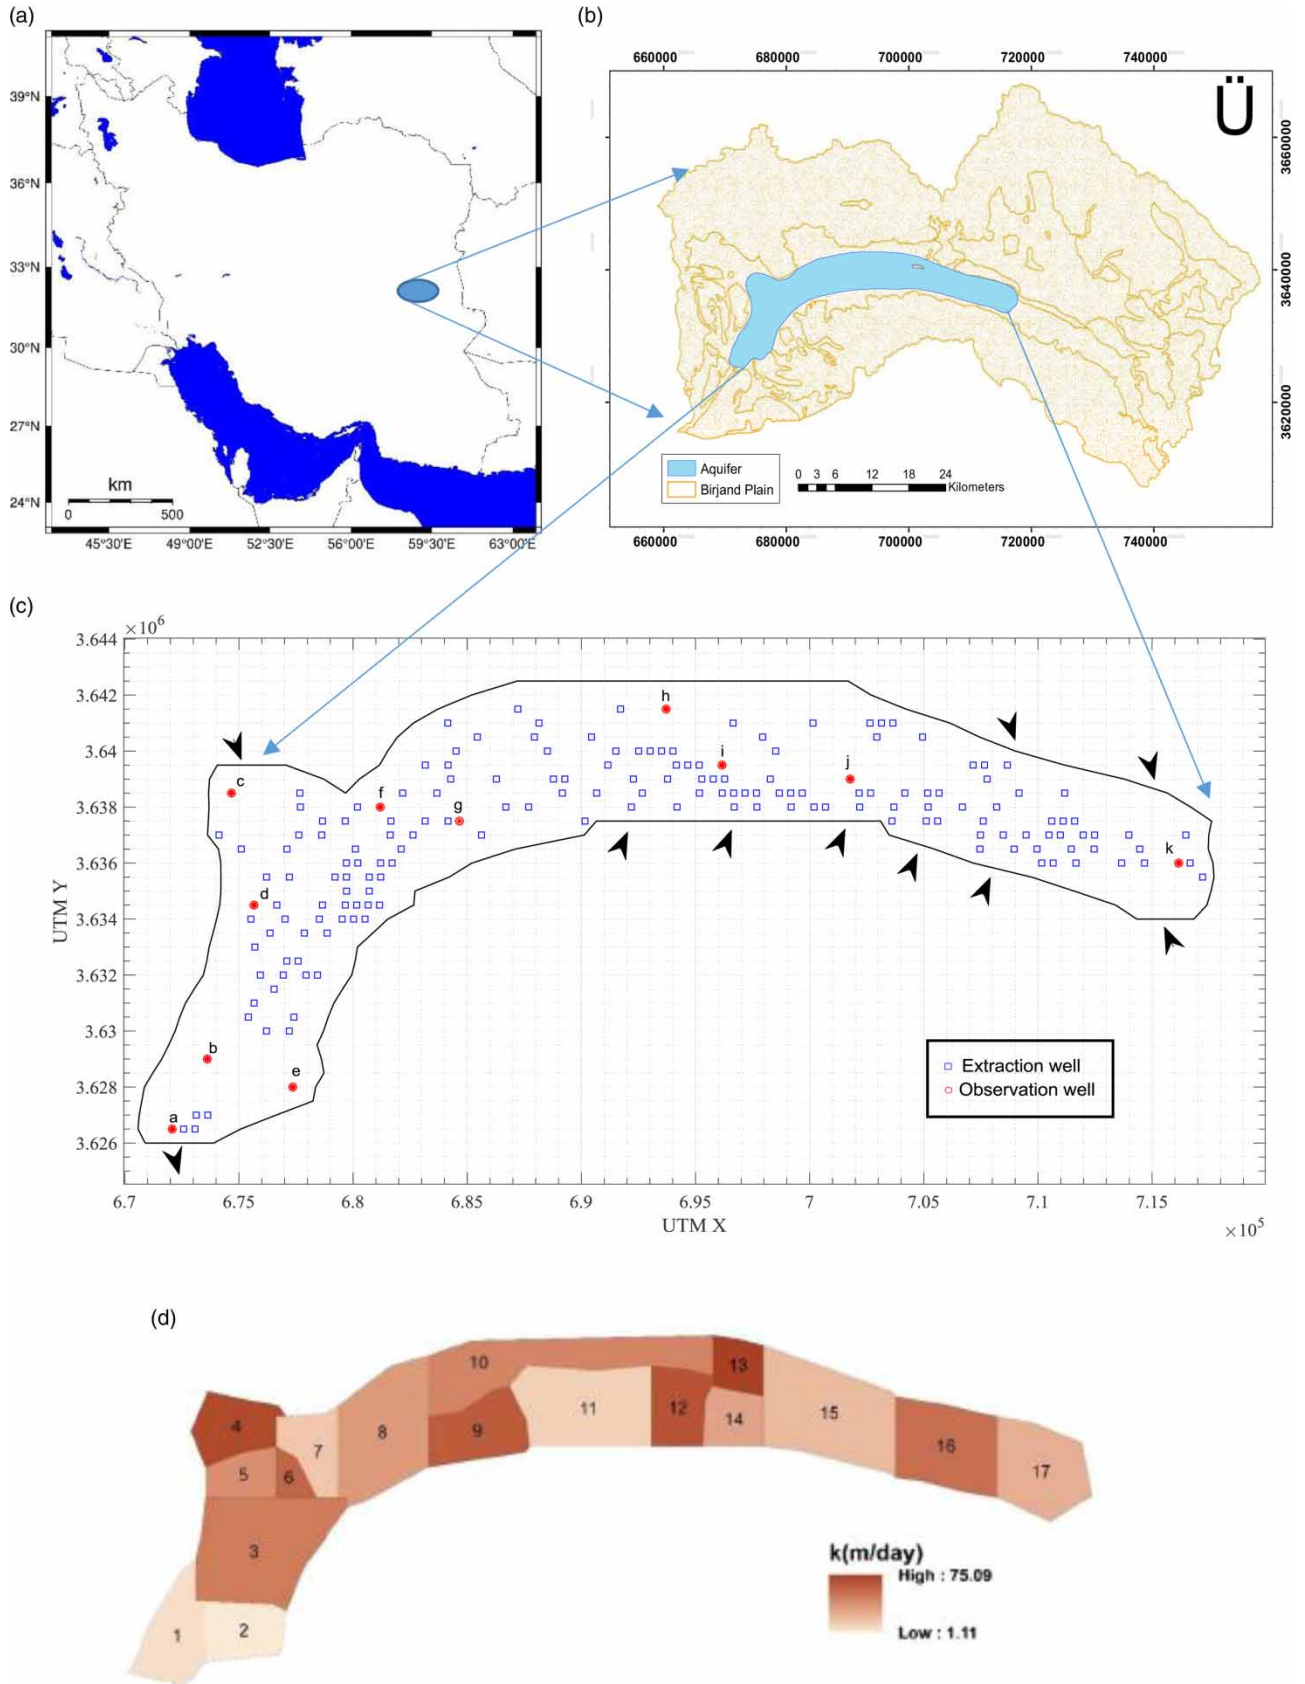 (a)
39°N
36°N
33°N
30°N
27°N
24°N
km
0 500
45°30'E 49°00'E 52°30'E 56°00'E 59°30'E 63°00'E
(b)
660000 680000 700000 720000 740000
Ü
3660000
3640000
3620000
Aquifer
Birjand Plain
0 3 6 12 18 24
Kilometers
660000 680000 700000 720000 740000
(c)
×10⁶
3.644
3.642
3.64
3.638
3.636
3.634
3.632
3.63
3.628
3.626
UTM Y
h
i
j
c
f
g
k
d
b
e
a
Extraction well
Observation well
6.7 6.75 6.8 6.85 6.9 6.95 7 7.05 7.1 7.15
UTM X
×10⁵
(d)
10
13
4
7
8
9
11
12
14
15
16
17
5
6
3
1
2
k(m/day)
High : 75.09
Low : 1.11